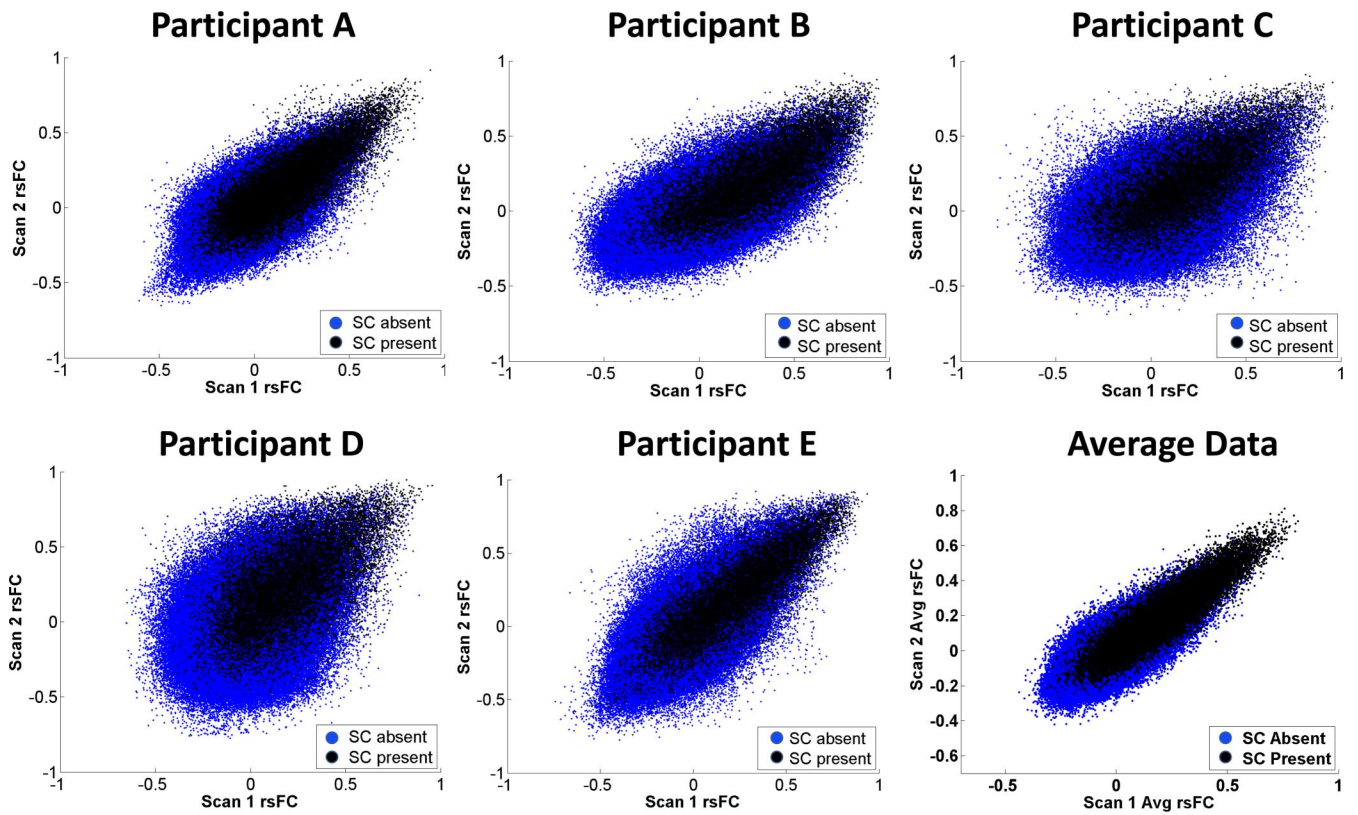 Participant A
1
0.5
0
-0.5
-1
-1
-0.5
0
0.5
1
Scan 2 rsFC
Scan 1 rsFC
SC absent
SC present
Participant B
1
0.5
0
-0.5
-1
-1
-0.5
0
0.5
1
Scan 2 rsFC
Scan 1 rsFC
SC absent
SC present
Participant C
1
0.5
0
-0.5
-1
-1
-0.5
0
0.5
1
Scan 2 rsFC
Scan 1 rsFC
SC absent
SC present
Participant D
1
0.5
0
-0.5
-1
-1
-0.5
0
0.5
1
Scan 2 rsFC
Scan 1 rsFC
SC absent
SC present
Participant E
1
0.5
0
-0.5
-1
-1
-0.5
0
0.5
1
Scan 2 rsFC
Scan 1 rsFC
SC absent
SC present
Average Data
1
0.8
0.6
0.4
0.2
0
-0.2
-0.4
-0.6
-0.5
0
0.5
1
Scan 2 Avg rsFC
Scan 1 Avg rsFC
SC Absent
SC Present